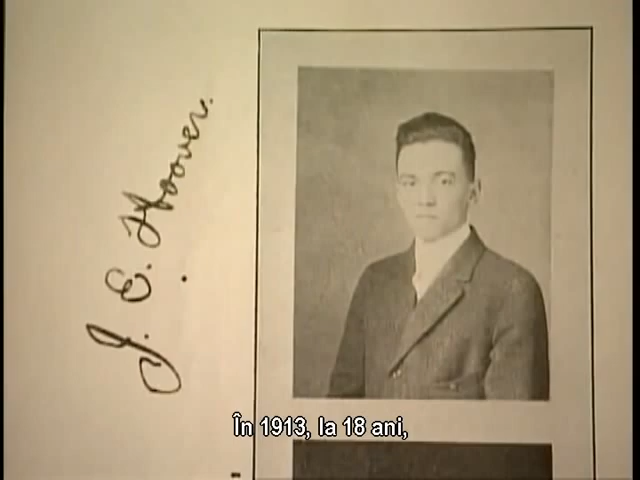 J. E. Hoover.
În 1913, la 18 ani,